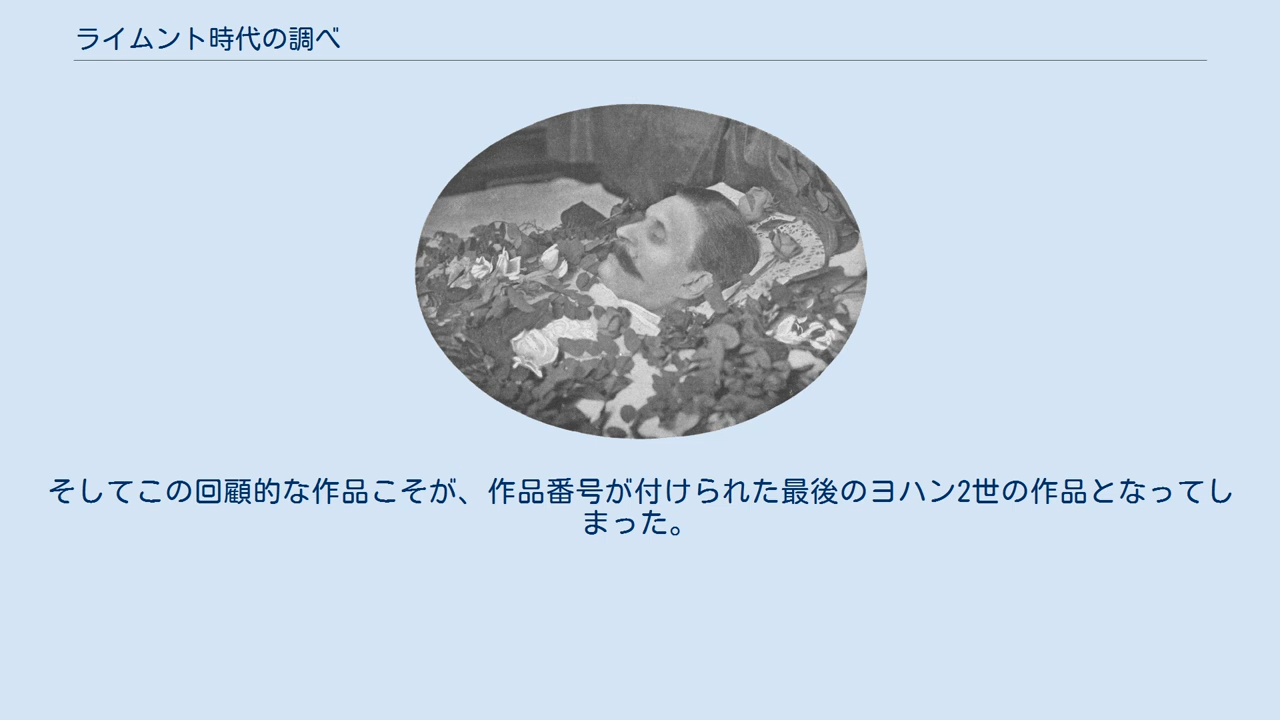 ライムント時代の調べ
そしてこの回顧的な作品こそが、作品番号が付けられた最後のヨハン2世の作品となってし
まった。